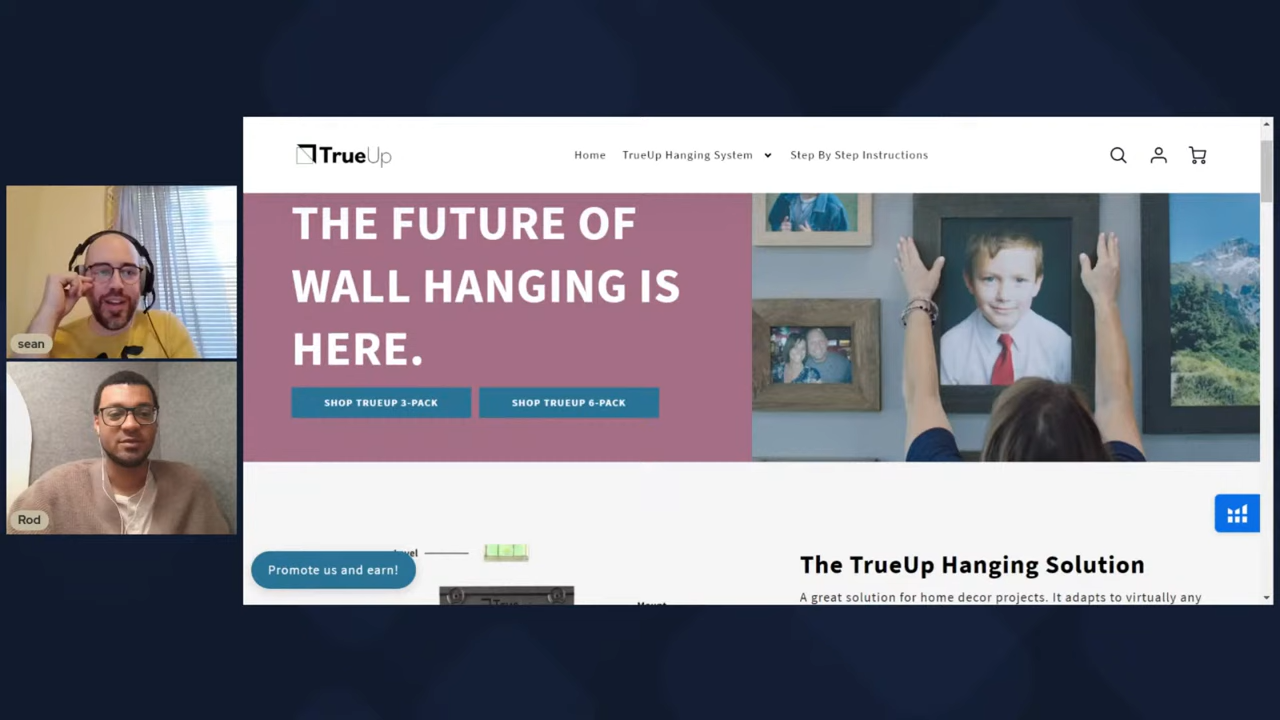 TrueUp
Home
TrueUp Hanging System
Step By Step Instructions
THE FUTURE OF
WALL HANGING IS
HERE.
SHOP TRUEUP 3-PACK
SHOP TRUEUP 6-PACK
sean
Rod
Promote us and earn!
The TrueUp Hanging Solution
A great solution for home decor projects. It adapts to virtually any